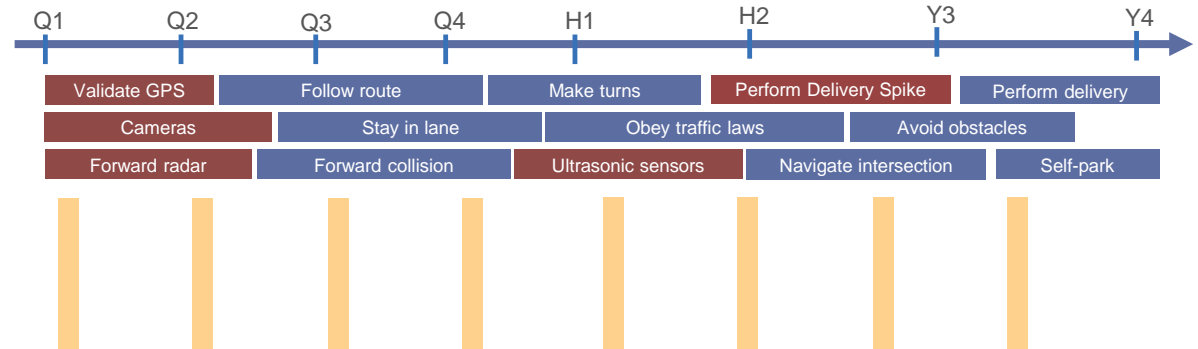 Q1 Q2 Q3 Q4 H1 H2 Y3 Y4
Validate GPS Follow route Make turns Perform Delivery Spike Perform delivery
Cameras Stay in lane Obey traffic laws Avoid obstacles
Forward radar Forward collision Ultrasonic sensors Navigate intersection Self-park